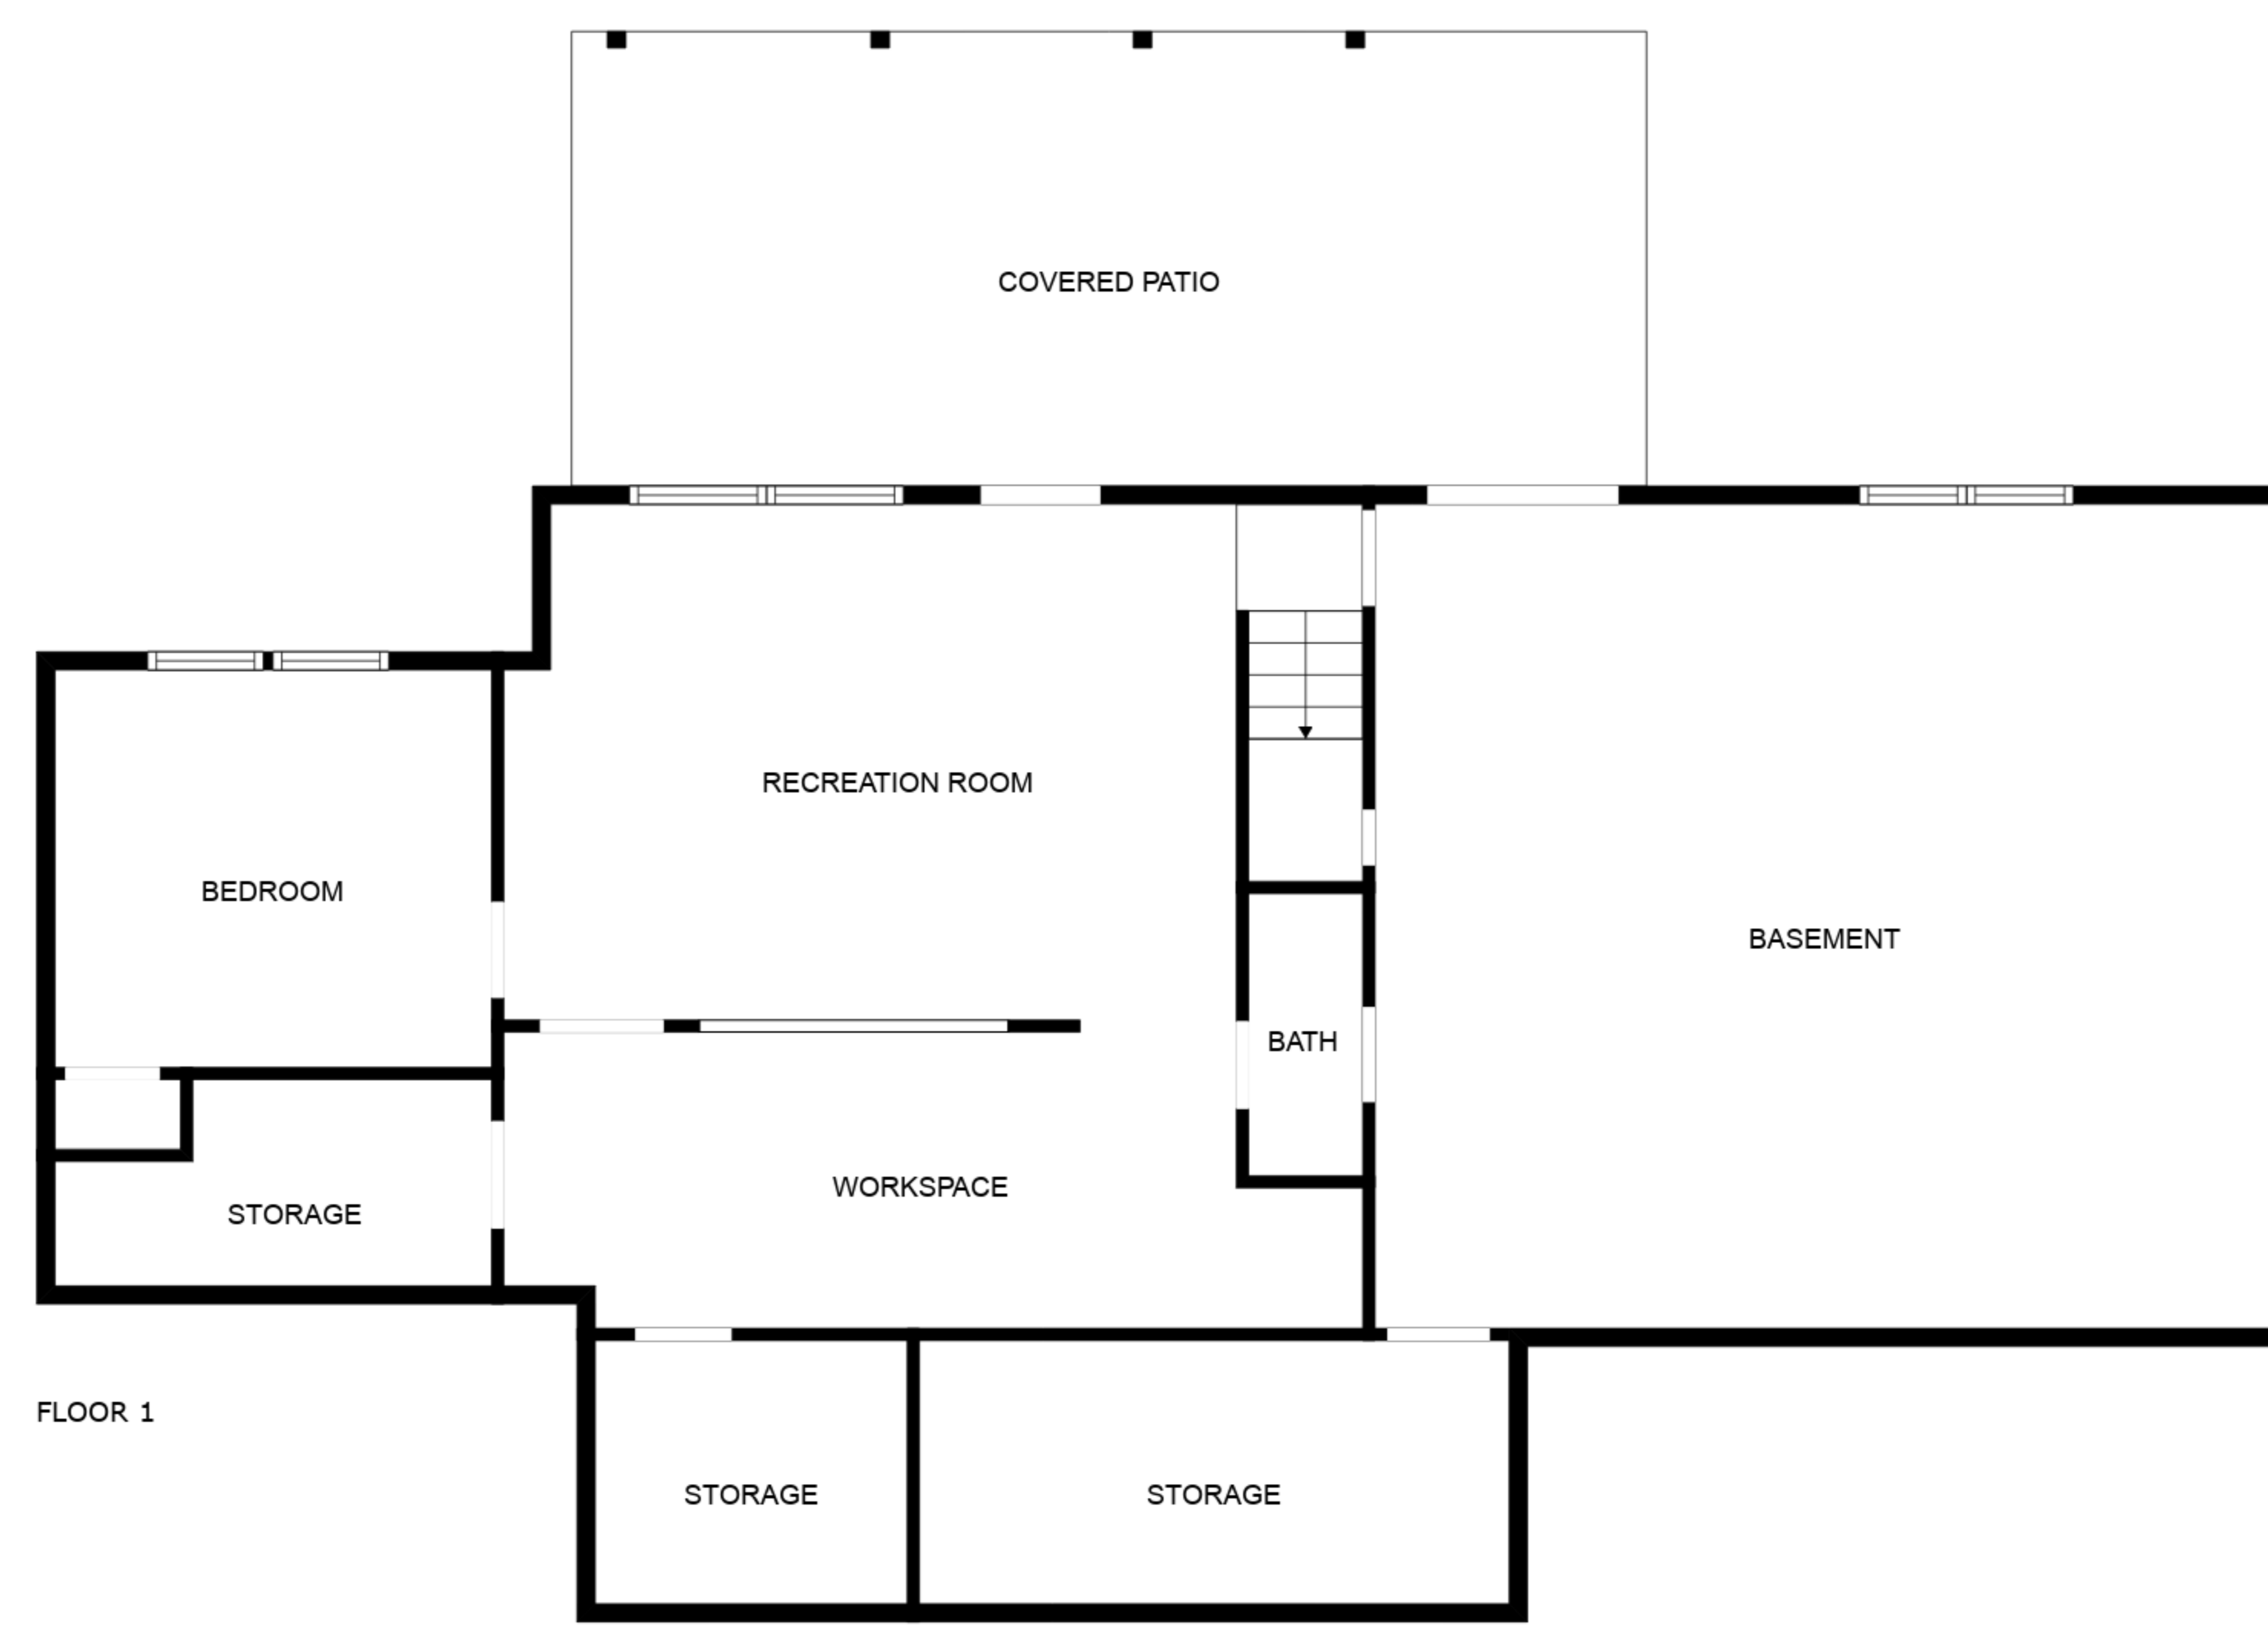 COVERED PATIO
RECREATION ROOM
BEDROOM
BASEMENT
BATH
WORKSPACE
STORAGE
FLOOR 1
STORAGE
STORAGE